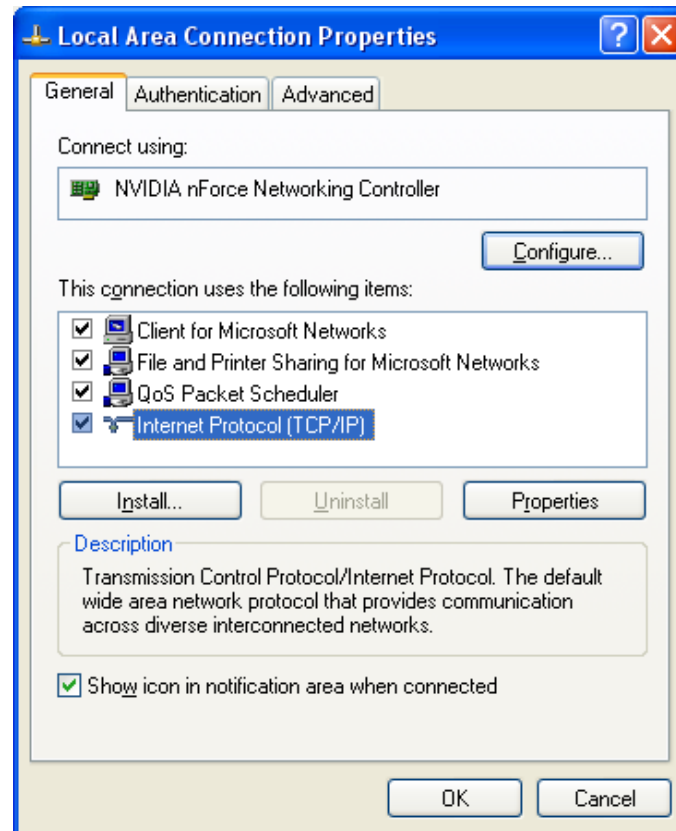 Local Area Connection Properties
?
General Authentication Advanced
Connect using:
NVIDIA nForce Networking Controller
Configure...
This connection uses the following items:
Client for Microsoft Networks
File and Printer Sharing for Microsoft Networks
QoS Packet Scheduler
Internet Protocol (TCP/IP)
Install... Uninstall Properties
Description
Transmission Control Protocol/Internet Protocol. The default
wide area network protocol that provides communication
across diverse interconnected networks.
Show icon in notification area when connected
OK Cancel